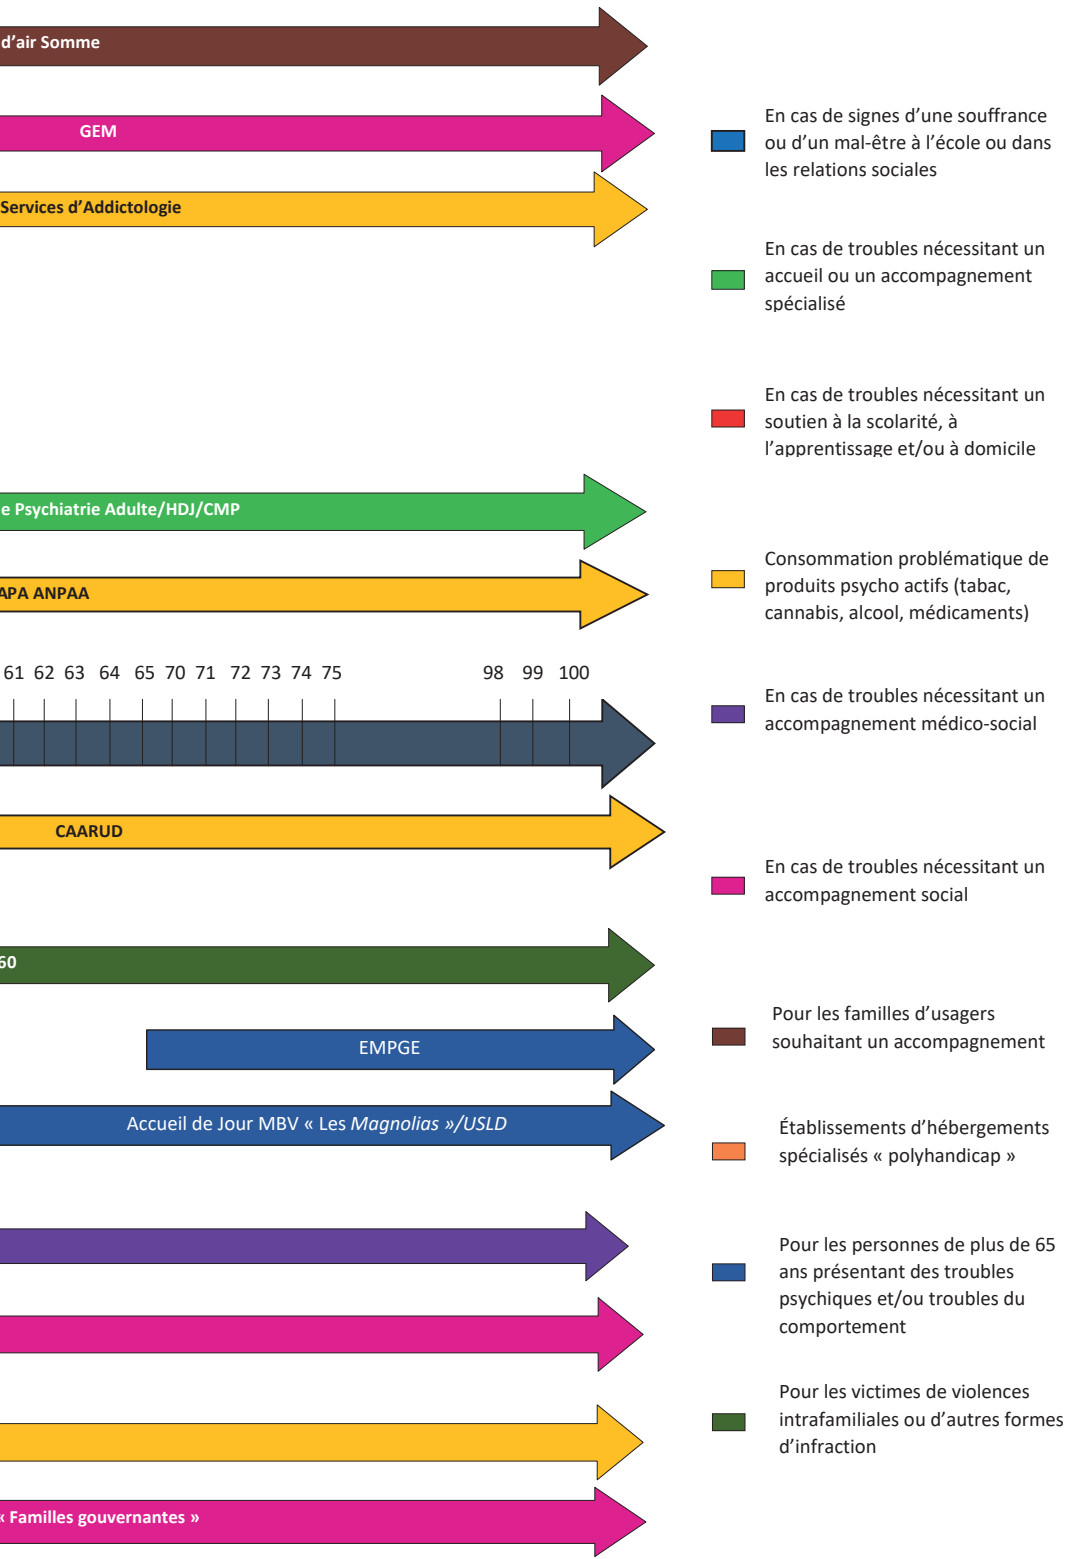 d’air Somme
GEM
Services d’Addictologie
e Psychiatrie Adulte/HDJ/CMP
APA ANPAA
61 62 63 64 65 70 71 72 73 74 75 98 99 100
CAARUD
60
EMPGE
Accueil de Jour MBV « Les Magnolias »/USLD
« Familles gouvernantes »
En cas de signes d’une souffrance
ou d’un mal-être à l’école ou dans
les relations sociales
En cas de troubles nécessitant un
accueil ou un accompagnement
spécialisé
En cas de troubles nécessitant un
soutien à la scolarité, à
l’apprentissage et/ou à domicile
Consommation problématique de
produits psycho actifs (tabac,
cannabis, alcool, médicaments)
En cas de troubles nécessitant un
accompagnement médico-social
En cas de troubles nécessitant un
accompagnement social
Pour les familles d’usagers
souhaitant un accompagnement
Établissements d’hébergements
spécialisés « polyhandicap »
Pour les personnes de plus de 65
ans présentant des troubles
psychiques et/ou troubles du
comportement
Pour les victimes de violences
intrafamiliales ou d’autres formes
d’infraction